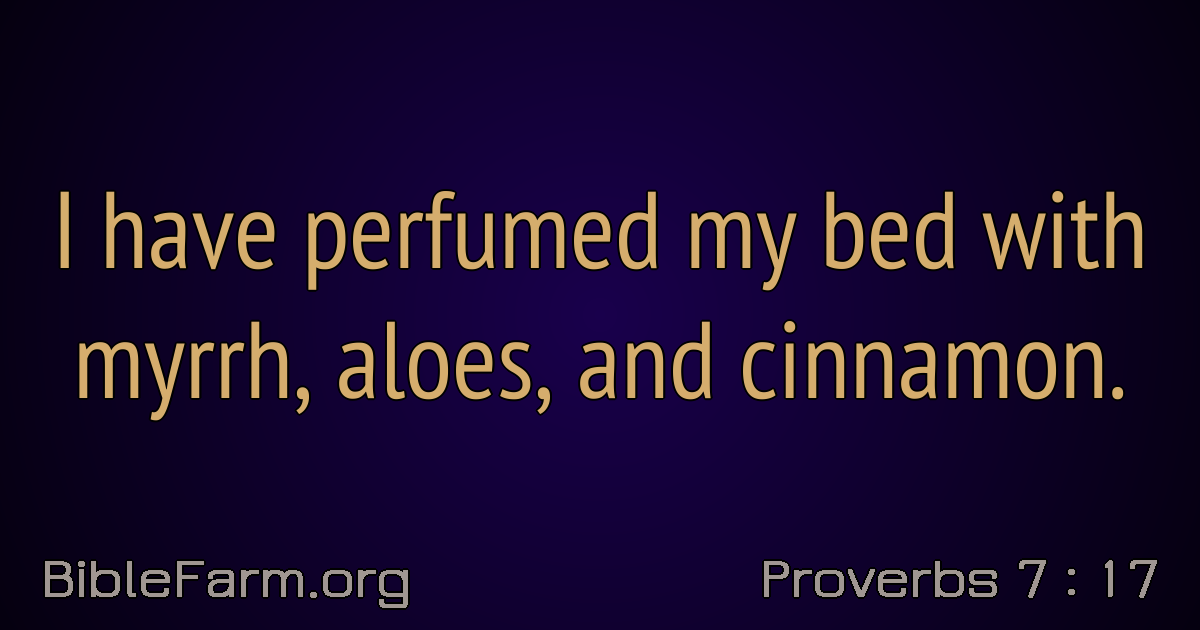 I have perfumed my bed with
myrrh, aloes, and cinnamon.
BibleFarm.org
Proverbs 7 : 17